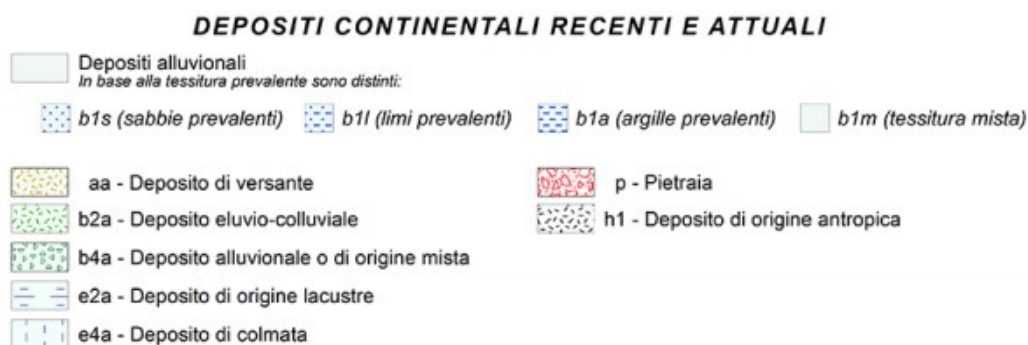 DEPOSITI CONTINENTALI RECENTI E ATTUALI
Depositi alluvionali
In base alla tessitura prevalente sono distinti:
b1s (sabbie prevalenti) b1l (limi prevalenti) b1a (argille prevalenti) b1m (tessitura mista)
aa - Deposito di versante
p - Pietraia
b2a - Deposito eluvio-colluviale
h1 - Deposito di origine antropica
b4a - Deposito alluvionale o di origine mista
e2a - Deposito di origine lacustre
e4a - Deposito di colmata